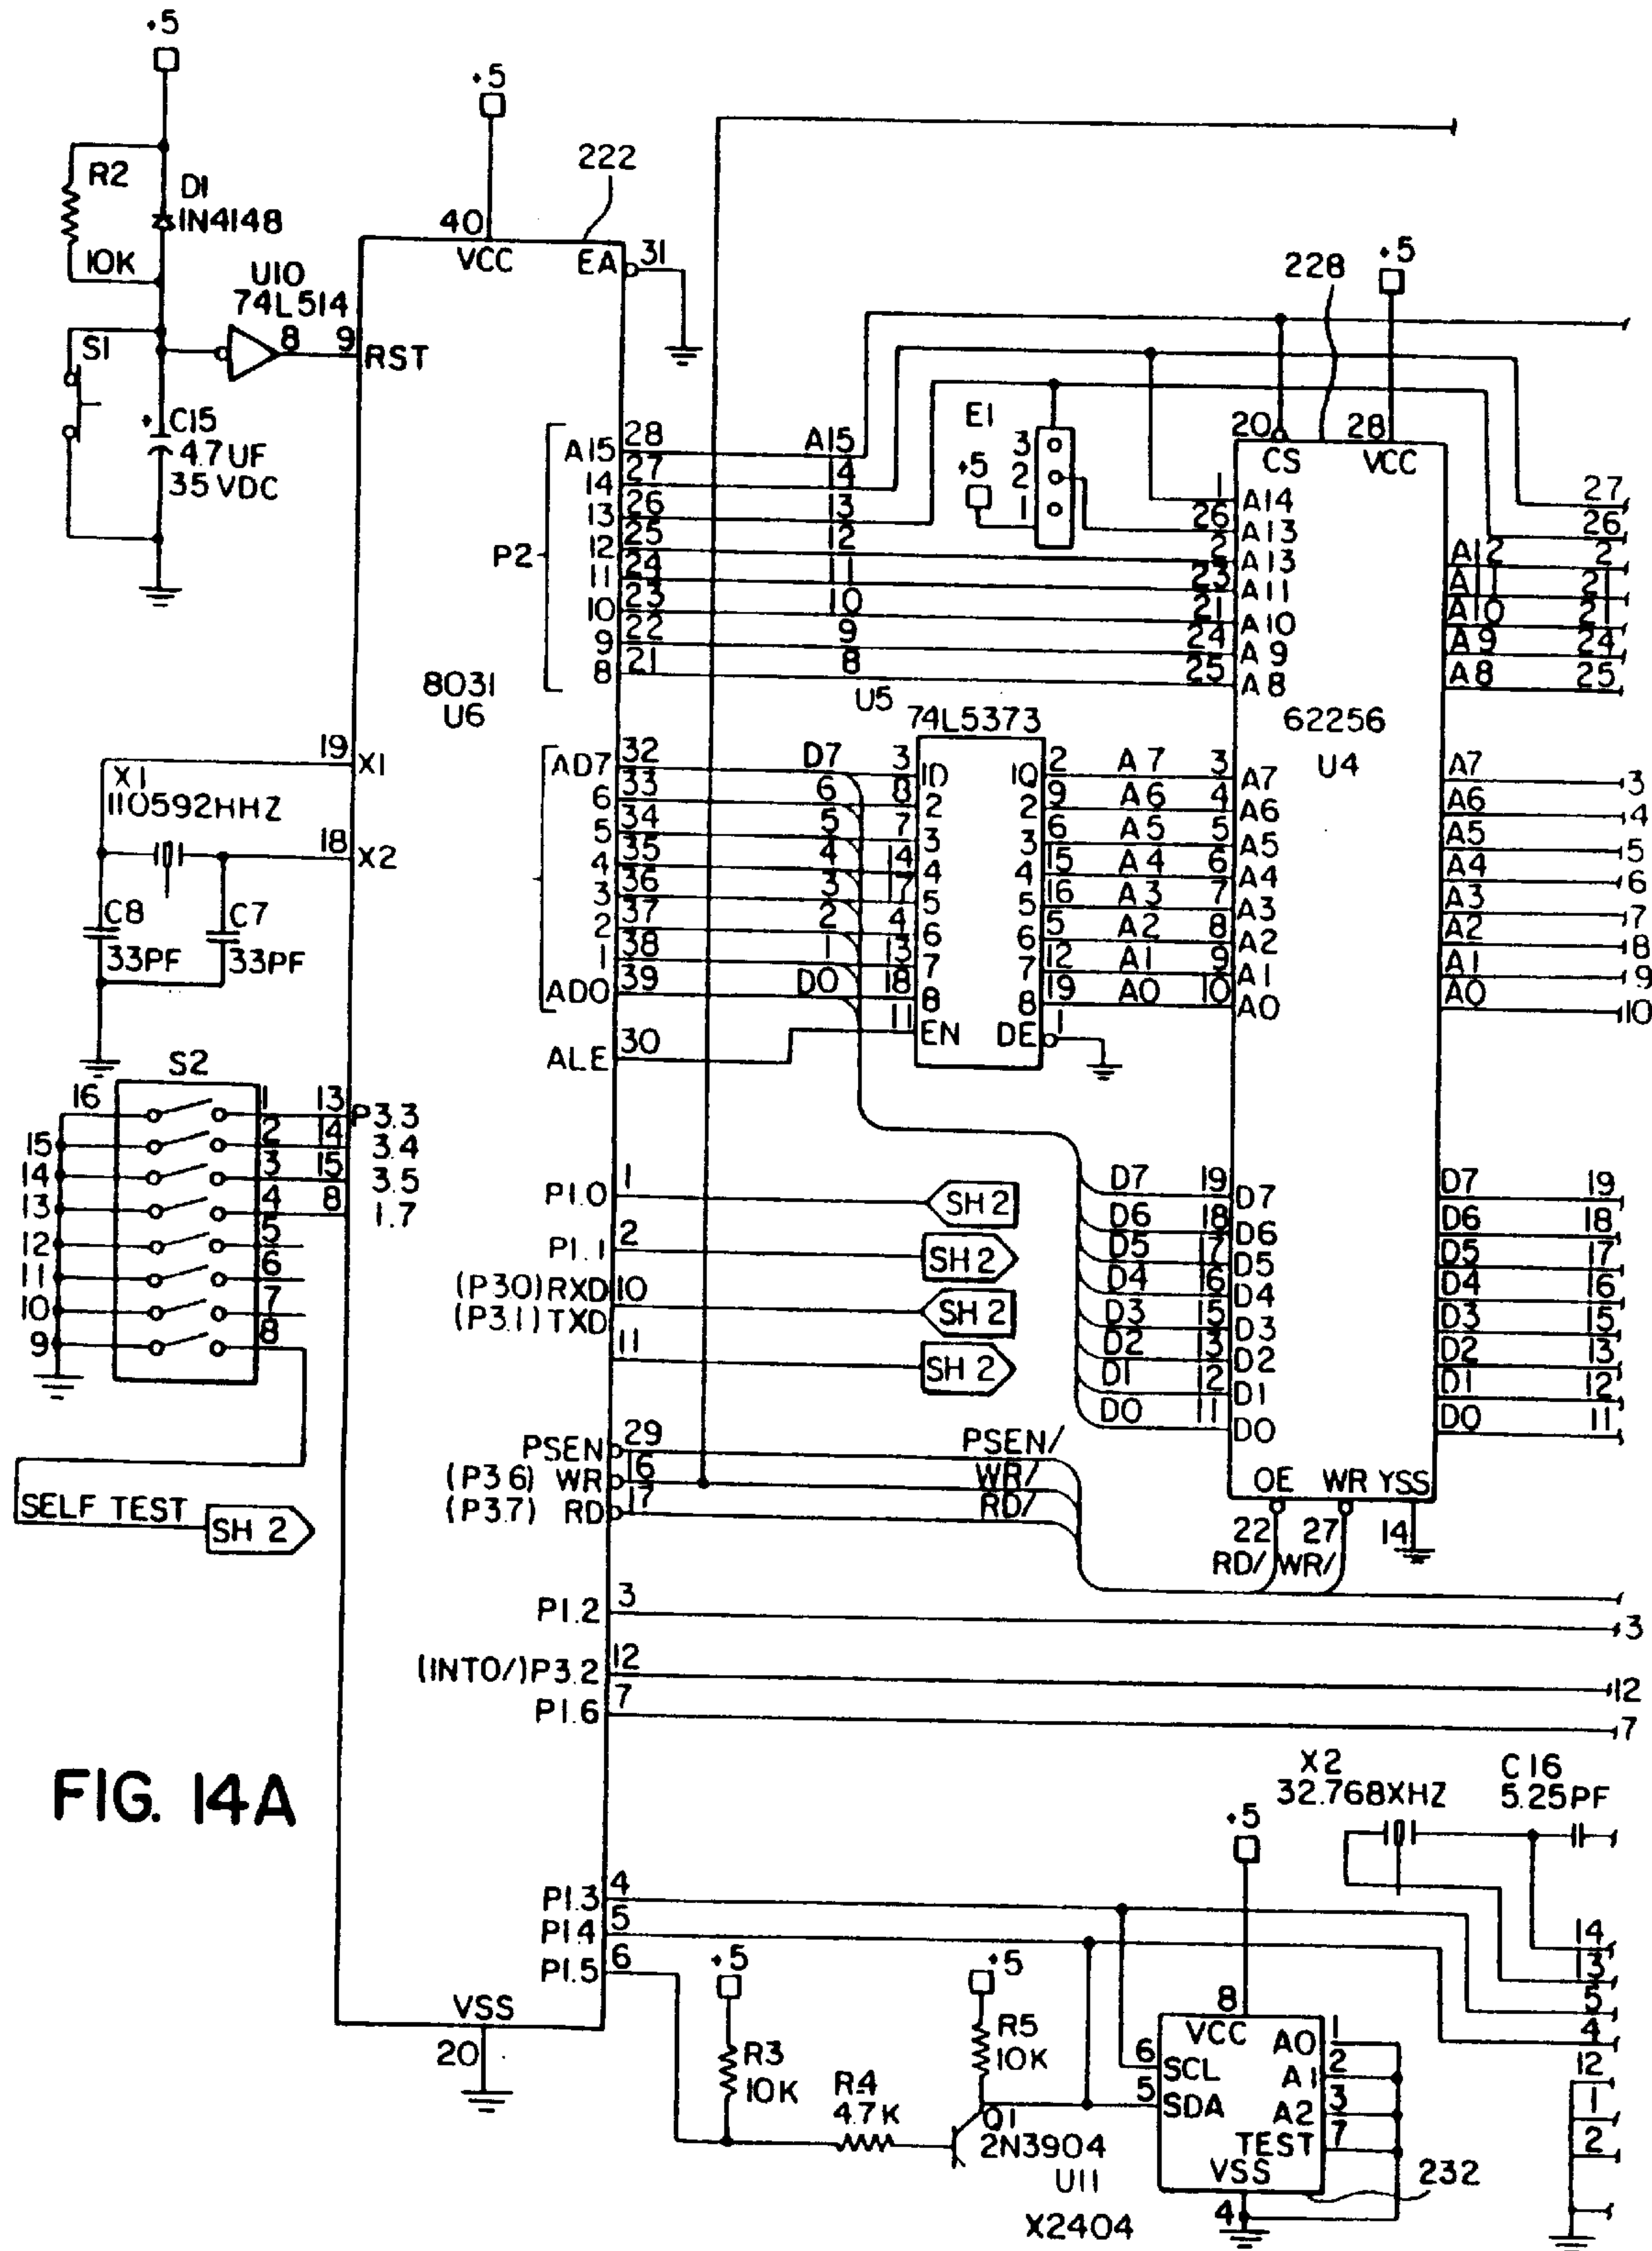 +5
+5
222
R2
D1
1N4148
10K
40
VCC
EA
31
U10
74L514
8
9
RST
S1
C15
4.7 UF
35 VDC
228
+5
E1
3
2
1
+5
20
CS
28
VCC
P2
A15 28 A15
14 27 14
13 26 13
12 25 12
11 24 11
10 23 10
9 22 9
8 21 8
1 A14
26 A13
2 A13
23 A11
21 A10
24 A9
25 A8
27
26
A12 2
A11 21
A10 21
A9 24
A8 25
8031
U6
U5
74L5373
62256
U4
19 X1
X1
110592HHZ
18 X2
C8
33PF
C7
33PF
AD7 32 D7 3 1D 1Q 2 A7 3 A7 A7 3
6 33 6 8 2 2 9 A6 4 A6 A6 4
5 34 5 7 3 3 6 A5 5 A5 A5 5
4 35 4 14 4 4 15 A4 6 A4 A4 6
3 36 3 17 5 5 16 A3 7 A3 A3 7
2 37 2 4 6 6 5 A2 8 A2 A2 8
1 38 1 13 7 7 12 A1 9 A1 A1 9
AD0 39 D0 18 8 8 19 A0 10 A0 A0 10
ALE 30 11 EN DE 1
S2
16 1 13 P3.3
15 2 14 3.4
14 3 15 3.5
13 4 8 1.7
12 5
11 6
10 7
9 8
SELF TEST SH 2
P1.0 1 SH 2
P1.1 2 SH 2
(P30)RXD 10 SH 2
(P3.1)TXD 11 SH 2
D7 19 D7 D7 19
D6 18 D6 D6 18
D5 17 D5 D5 17
D4 16 D4 D4 16
D3 15 D3 D3 15
D2 13 D2 D2 13
D1 12 D1 D1 12
D0 11 D0 D0 11
PSEN 29 PSEN/
(P36) WR 16 WR/
(P37) RD 17 RD/
OE WR YSS
22 27 14
RD/ WR/
P1.2 3 3
(INT0/)P3.2 12 12
P1.6 7 7
FIG. 14A
X2
32.768XHZ
C16
5.25PF
+5
P1.3 4
P1.4 5
P1.5 6
VSS
20
+5
R3
10K
R4
4.7K
+5
R5
10K
Q1
2N3904
U11
X2404
8
VCC
6 SCL
5 SDA
A0 1
A1 2
A2 3
TEST 7
VSS
4
232
14
13
5
4
12
1
2